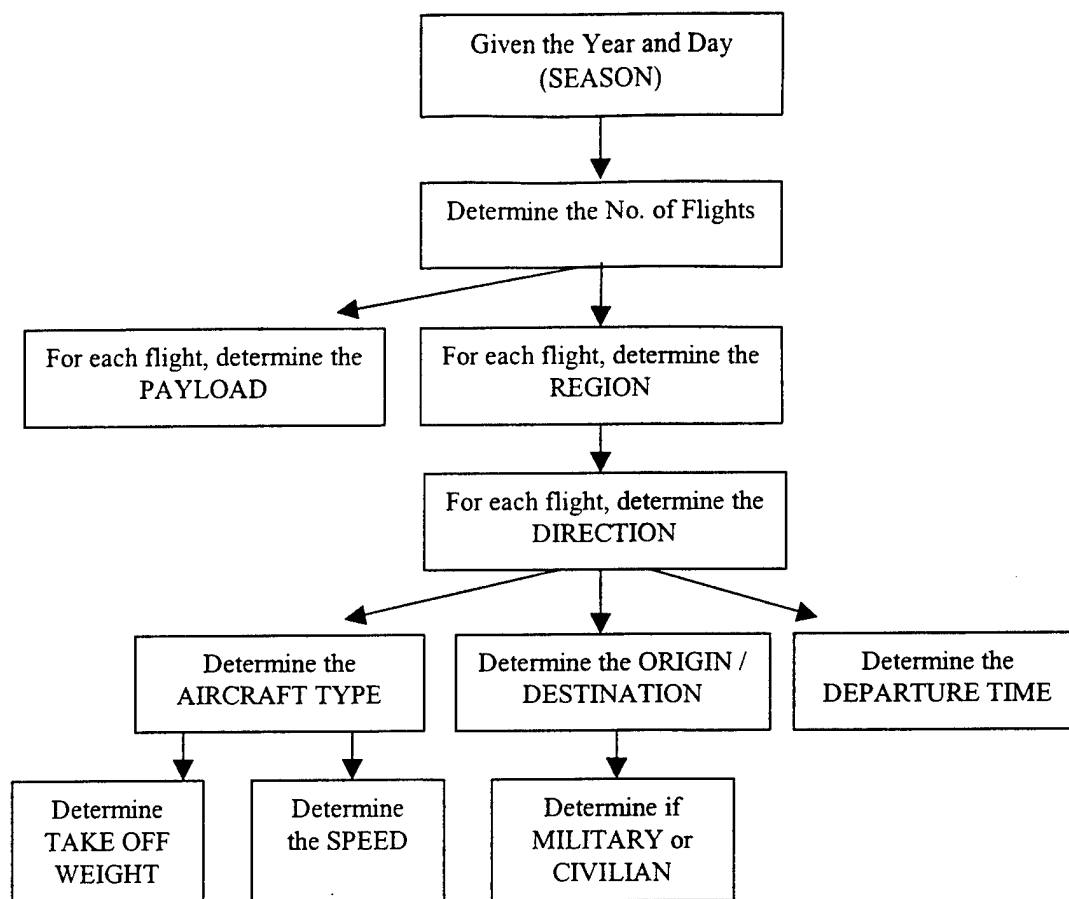 Given the Year and Day
(SEASON)
Determine the No. of Flights
For each flight, determine the
PAYLOAD
For each flight, determine the
REGION
For each flight, determine the
DIRECTION
Determine the
AIRCRAFT TYPE
Determine the ORIGIN /
DESTINATION
Determine the
DEPARTURE TIME
Determine
TAKE OFF
WEIGHT
Determine
the SPEED
Determine if
MILITARY or
CIVILIAN